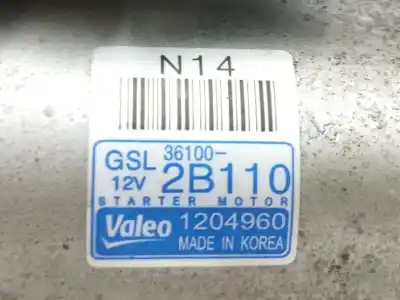 N14
GSL 36100-
12V 2B110
STARTER MOTOR
Valeo 1204960
MADE IN KOREA